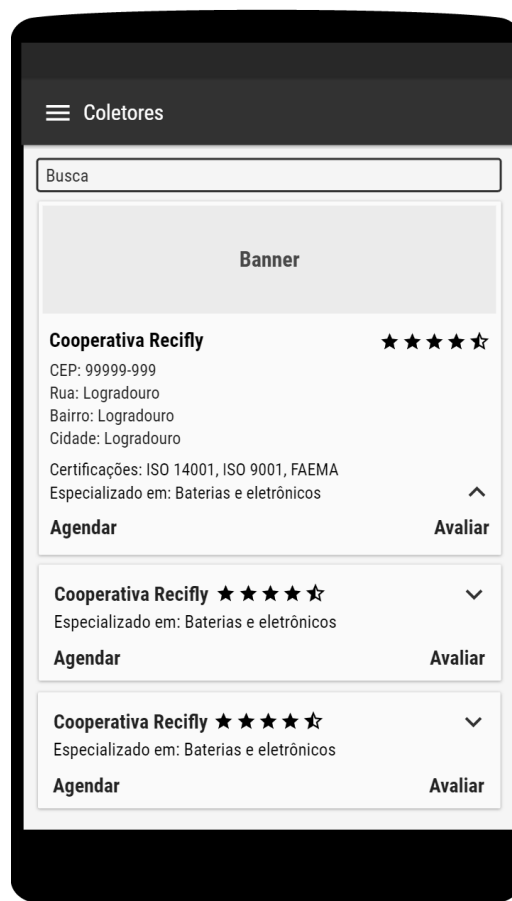 Coletores
Busca
Banner
Cooperativa Recifly
CEP: 99999-999
Rua: Logradouro
Bairro: Logradouro
Cidade: Logradouro
Certificações: ISO 14001, ISO 9001, FAEMA
Especializado em: Baterias e eletrônicos
Agendar Avaliar
Cooperativa Recifly
Especializado em: Baterias e eletrônicos
Agendar Avaliar
Cooperativa Recifly
Especializado em: Baterias e eletrônicos
Agendar Avaliar